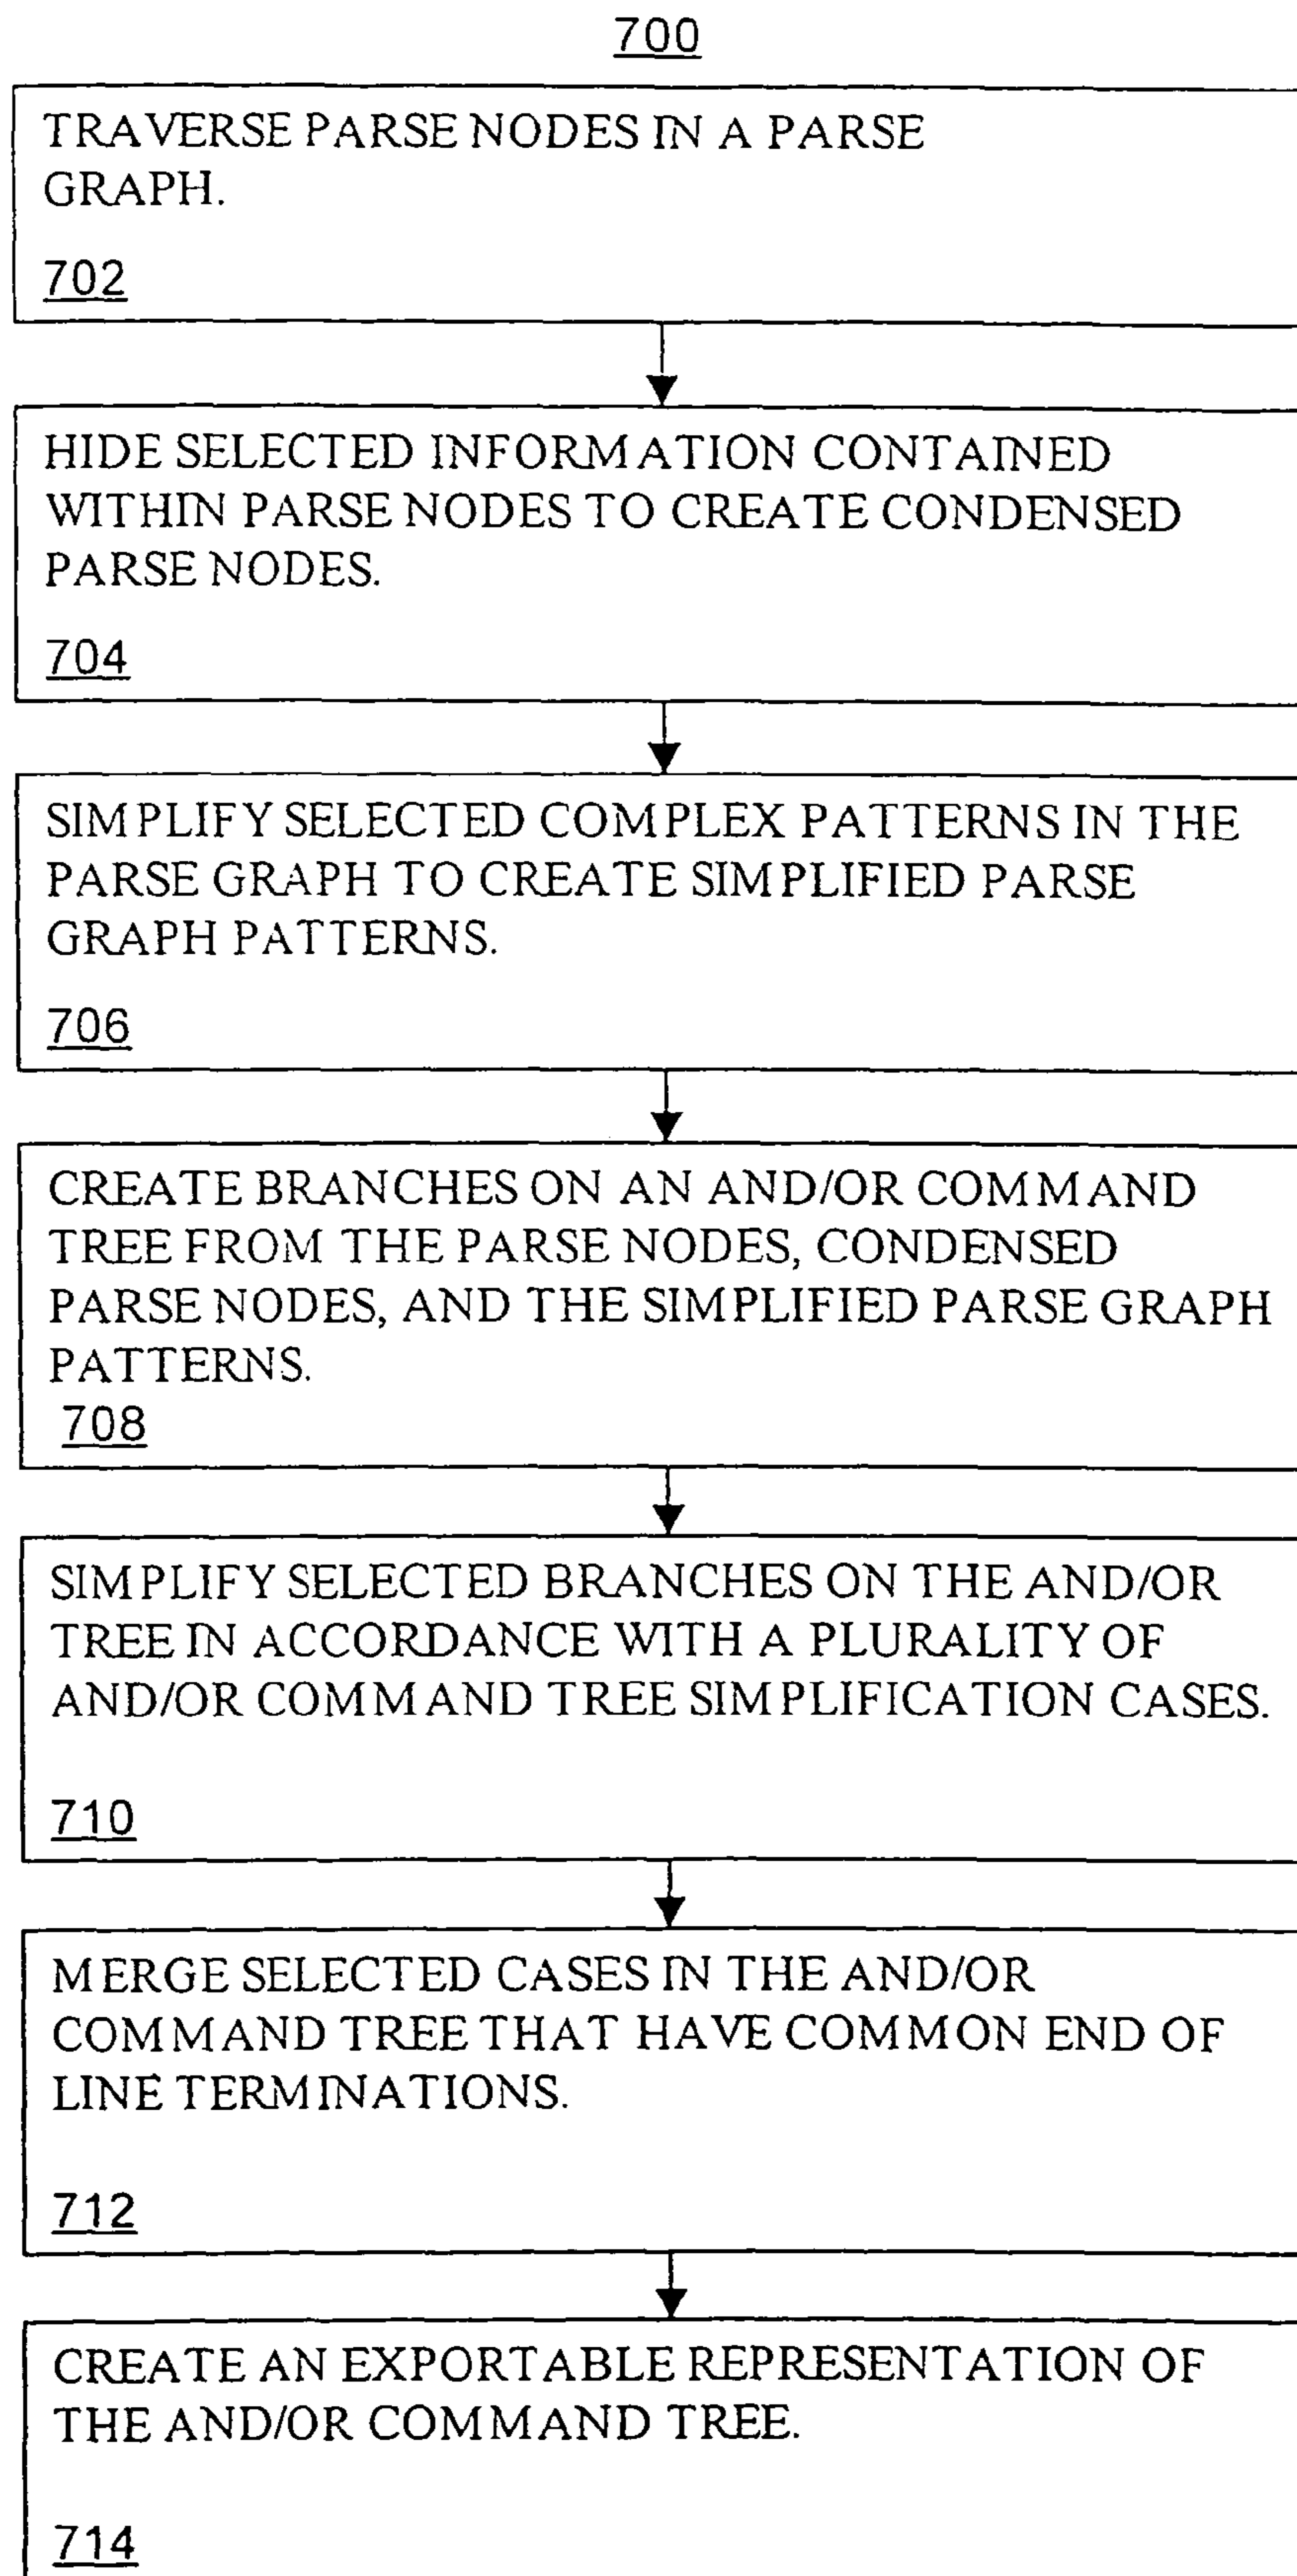 700
TRAVERSE PARSE NODES IN A PARSE
GRAPH.
702
HIDE SELECTED INFORMATION CONTAINED
WITHIN PARSE NODES TO CREATE CONDENSED
PARSE NODES.
704
SIMPLIFY SELECTED COMPLEX PATTERNS IN THE
PARSE GRAPH TO CREATE SIMPLIFIED PARSE
GRAPH PATTERNS.
706
CREATE BRANCHES ON AN AND/OR COMMAND
TREE FROM THE PARSE NODES, CONDENSED
PARSE NODES, AND THE SIMPLIFIED PARSE GRAPH
PATTERNS.
708
SIMPLIFY SELECTED BRANCHES ON THE AND/OR
TREE IN ACCORDANCE WITH A PLURALITY OF
AND/OR COMMAND TREE SIMPLIFICATION CASES.
710
MERGE SELECTED CASES IN THE AND/OR
COMMAND TREE THAT HAVE COMMON END OF
LINE TERMINATIONS.
712
CREATE AN EXPORTABLE REPRESENTATION OF
THE AND/OR COMMAND TREE.
714